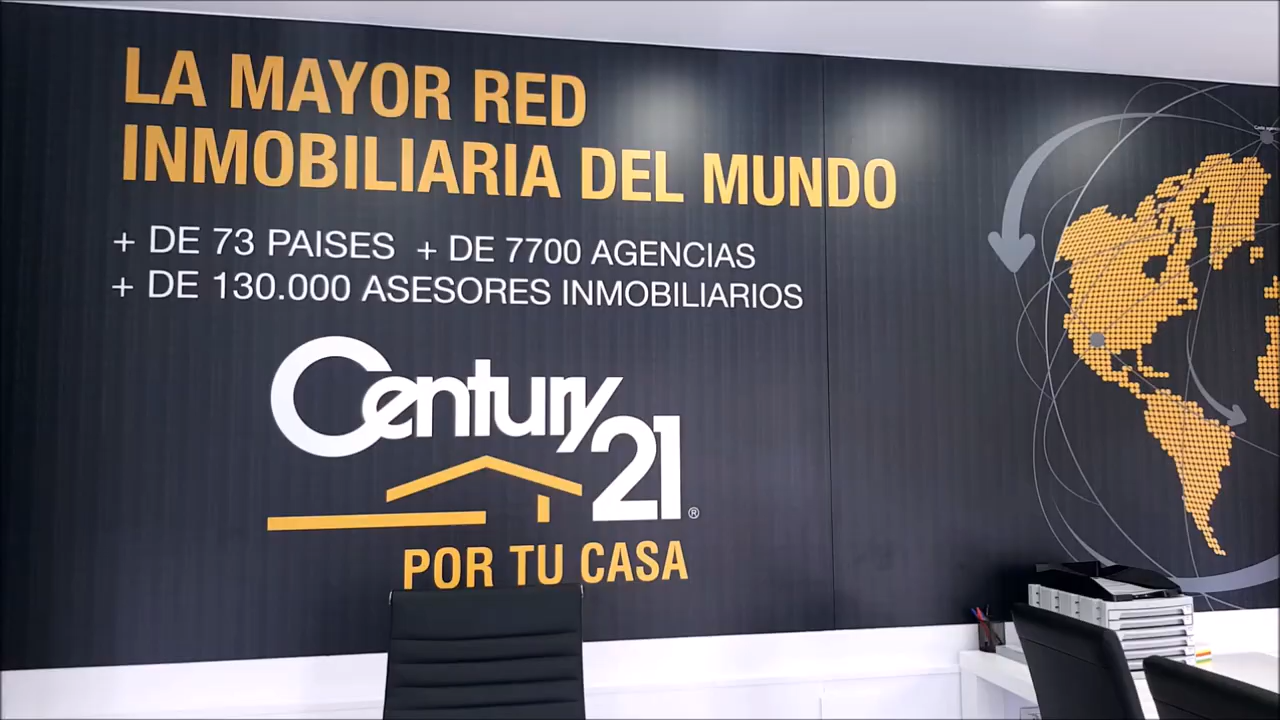 LA MAYOR RED
INMOBILIARIA DEL MUNDO
+ DE 73 PAISES + DE 7700 AGENCIAS
+ DE 130.000 ASESORES INMOBILIARIOS
Century
21®
POR TU CASA